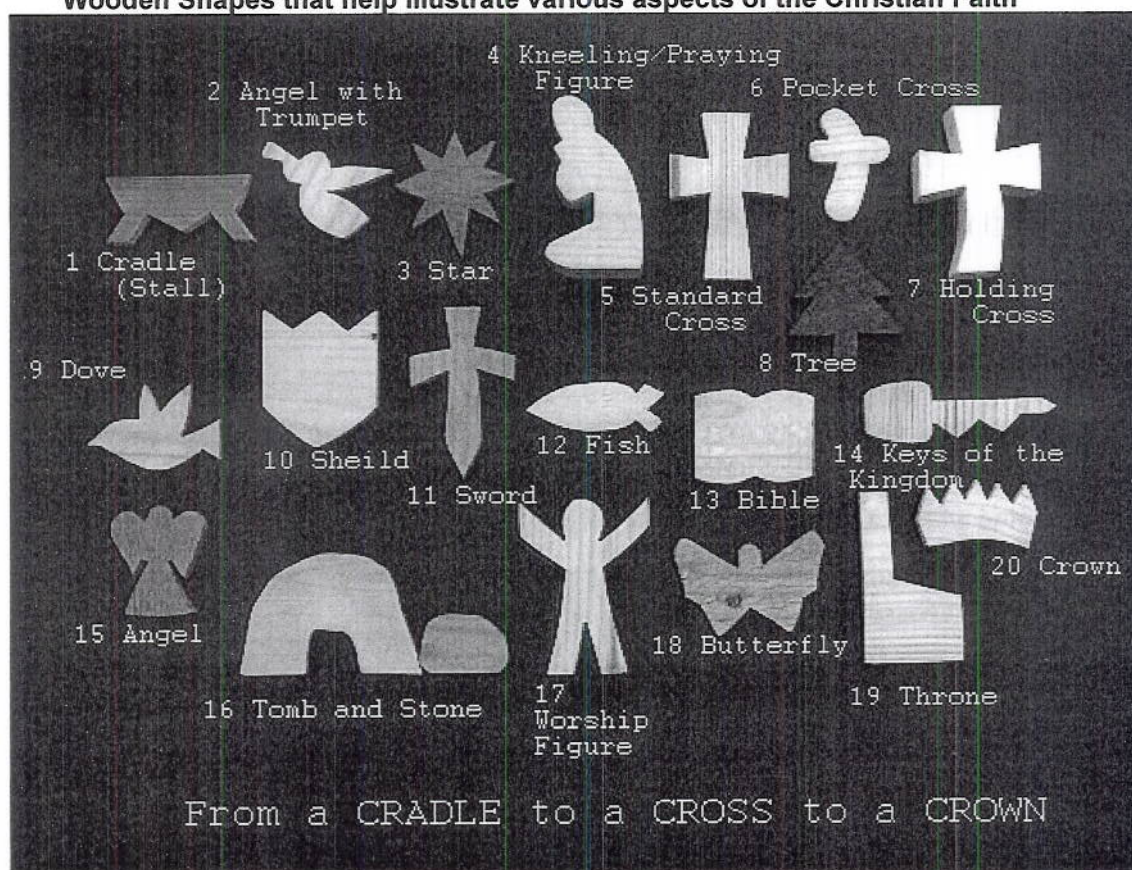 Wooden Shapes that help illustrate various aspects of the Christian Faith
4 Kneeling/Praying
Figure
2 Angel with
Trumpet
6 Pocket Cross
1 Cradle
(Stall)
3 Star
5 Standard
Cross
7 Holding
Cross
8 Tree
9 Dove
10 Sheild
11 Sword
12 Fish
13 Bible
14 Keys of the
Kingdom
15 Angel
16 Tomb and Stone
17
Worship
Figure
18 Butterfly
19 Throne
20 Crown
From a CRADLE to a CROSS to a CROWN